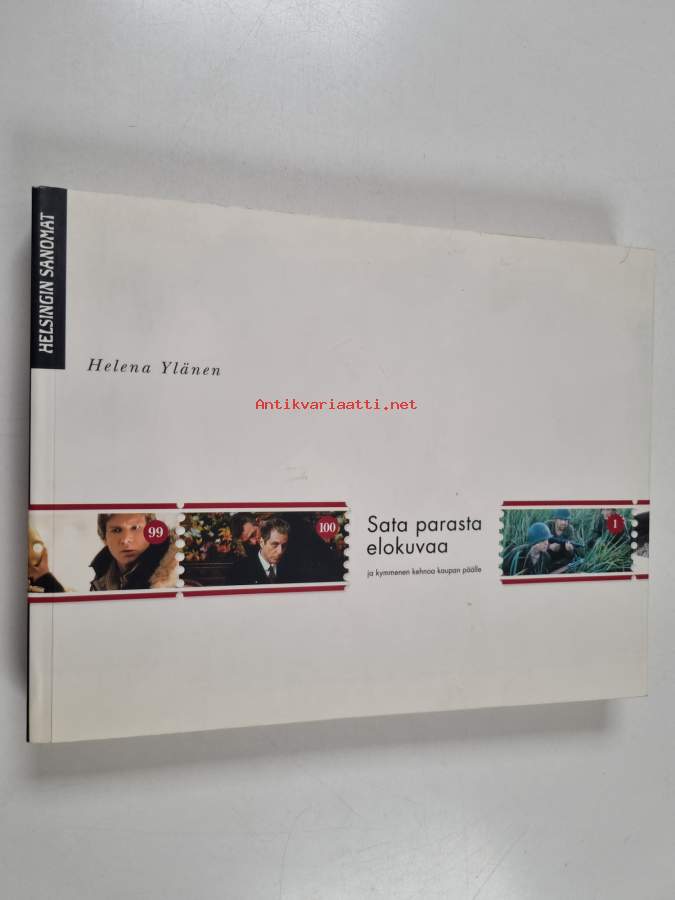 HELSINGIN SANOMAT
Helena Ylänen
Antikvariaatti.net
99
100
Sata parasta
elokuvaa
ja kymmenen kehnoa kaupan päälle
1